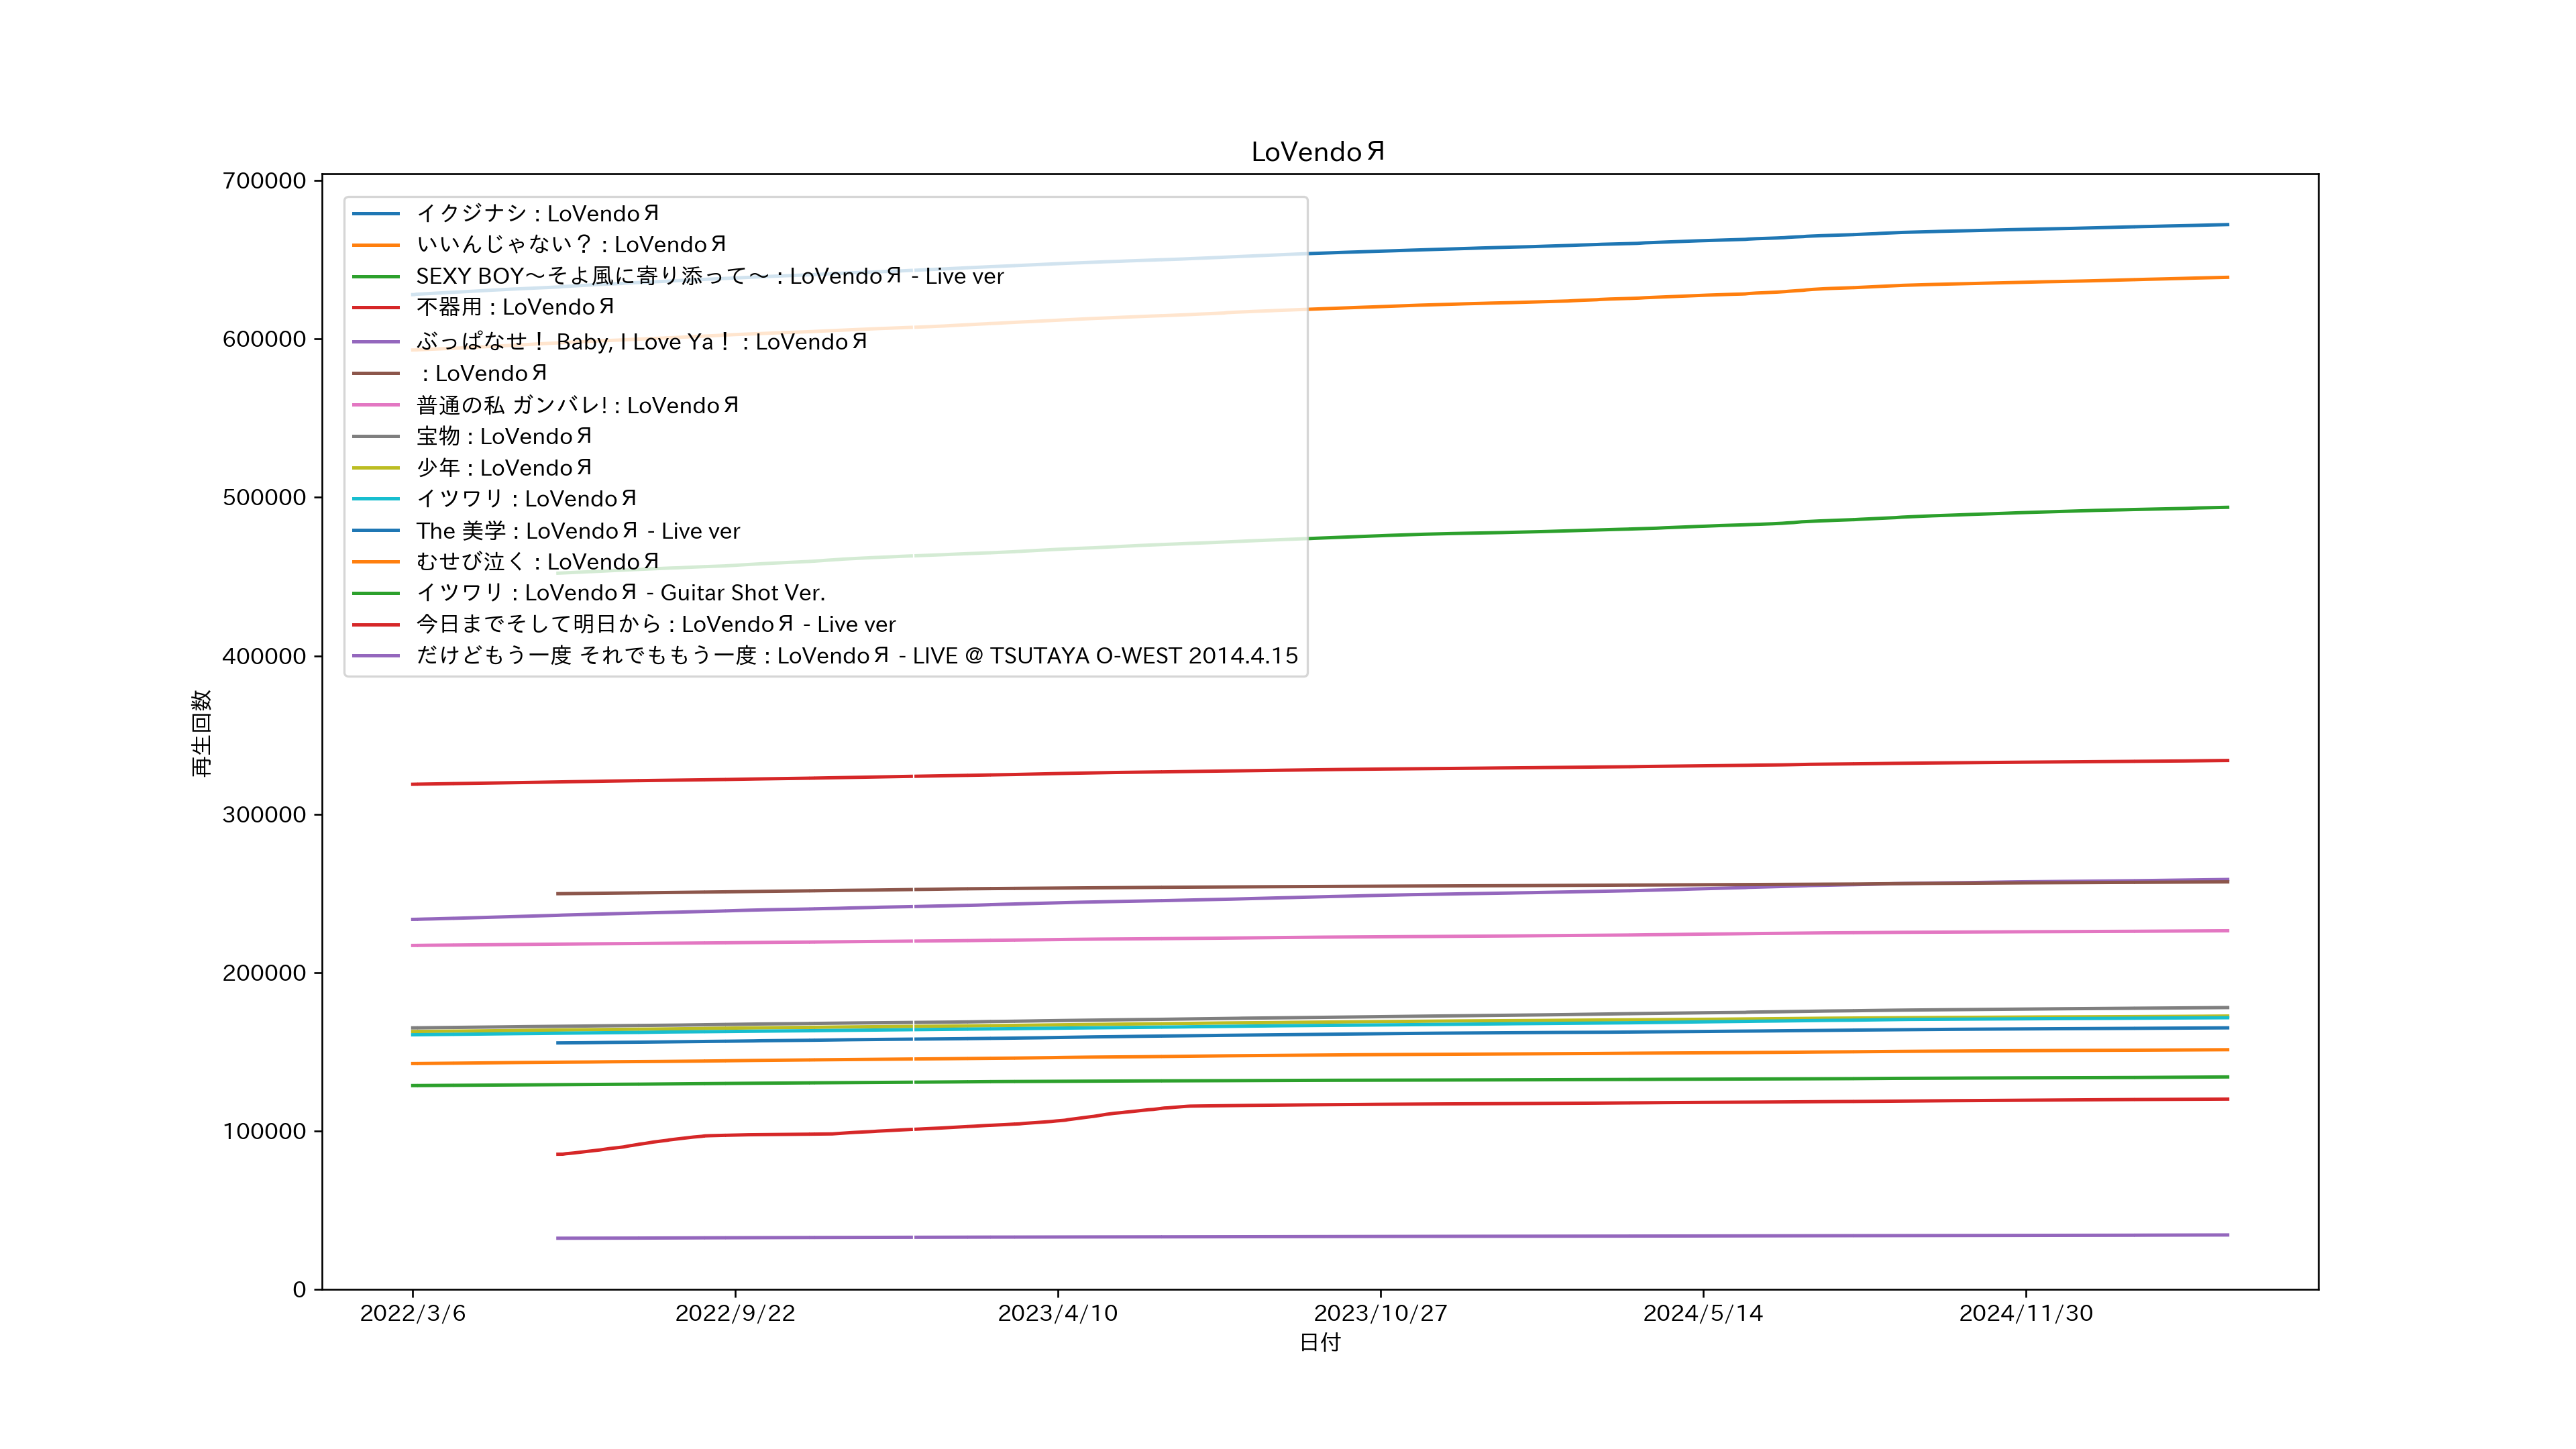 LoVendoЯ
700000
600000
500000
400000
300000
200000
100000
0
再生回数
イクジナシ : LoVendoЯ
いいんじゃない？ : LoVendoЯ
SEXY BOY～そよ風に寄り添って～ : LoVendoЯ - Live ver
不器用 : LoVendoЯ
ぶっぱなせ！ Baby, I Love Ya！ : LoVendoЯ
: LoVendoЯ
普通の私 ガンバレ! : LoVendoЯ
宝物 : LoVendoЯ
少年 : LoVendoЯ
イツワリ : LoVendoЯ
The 美学 : LoVendoЯ - Live ver
むせび泣く : LoVendoЯ
イツワリ : LoVendoЯ - Guitar Shot Ver.
今日までそして明日から : LoVendoЯ - Live ver
だけどもう一度 それでももう一度 : LoVendoЯ - LIVE @ TSUTAYA O-WEST 2014.4.15
2022/3/6 2022/9/22 2023/4/10 2023/10/27 2024/5/14 2024/11/30
日付